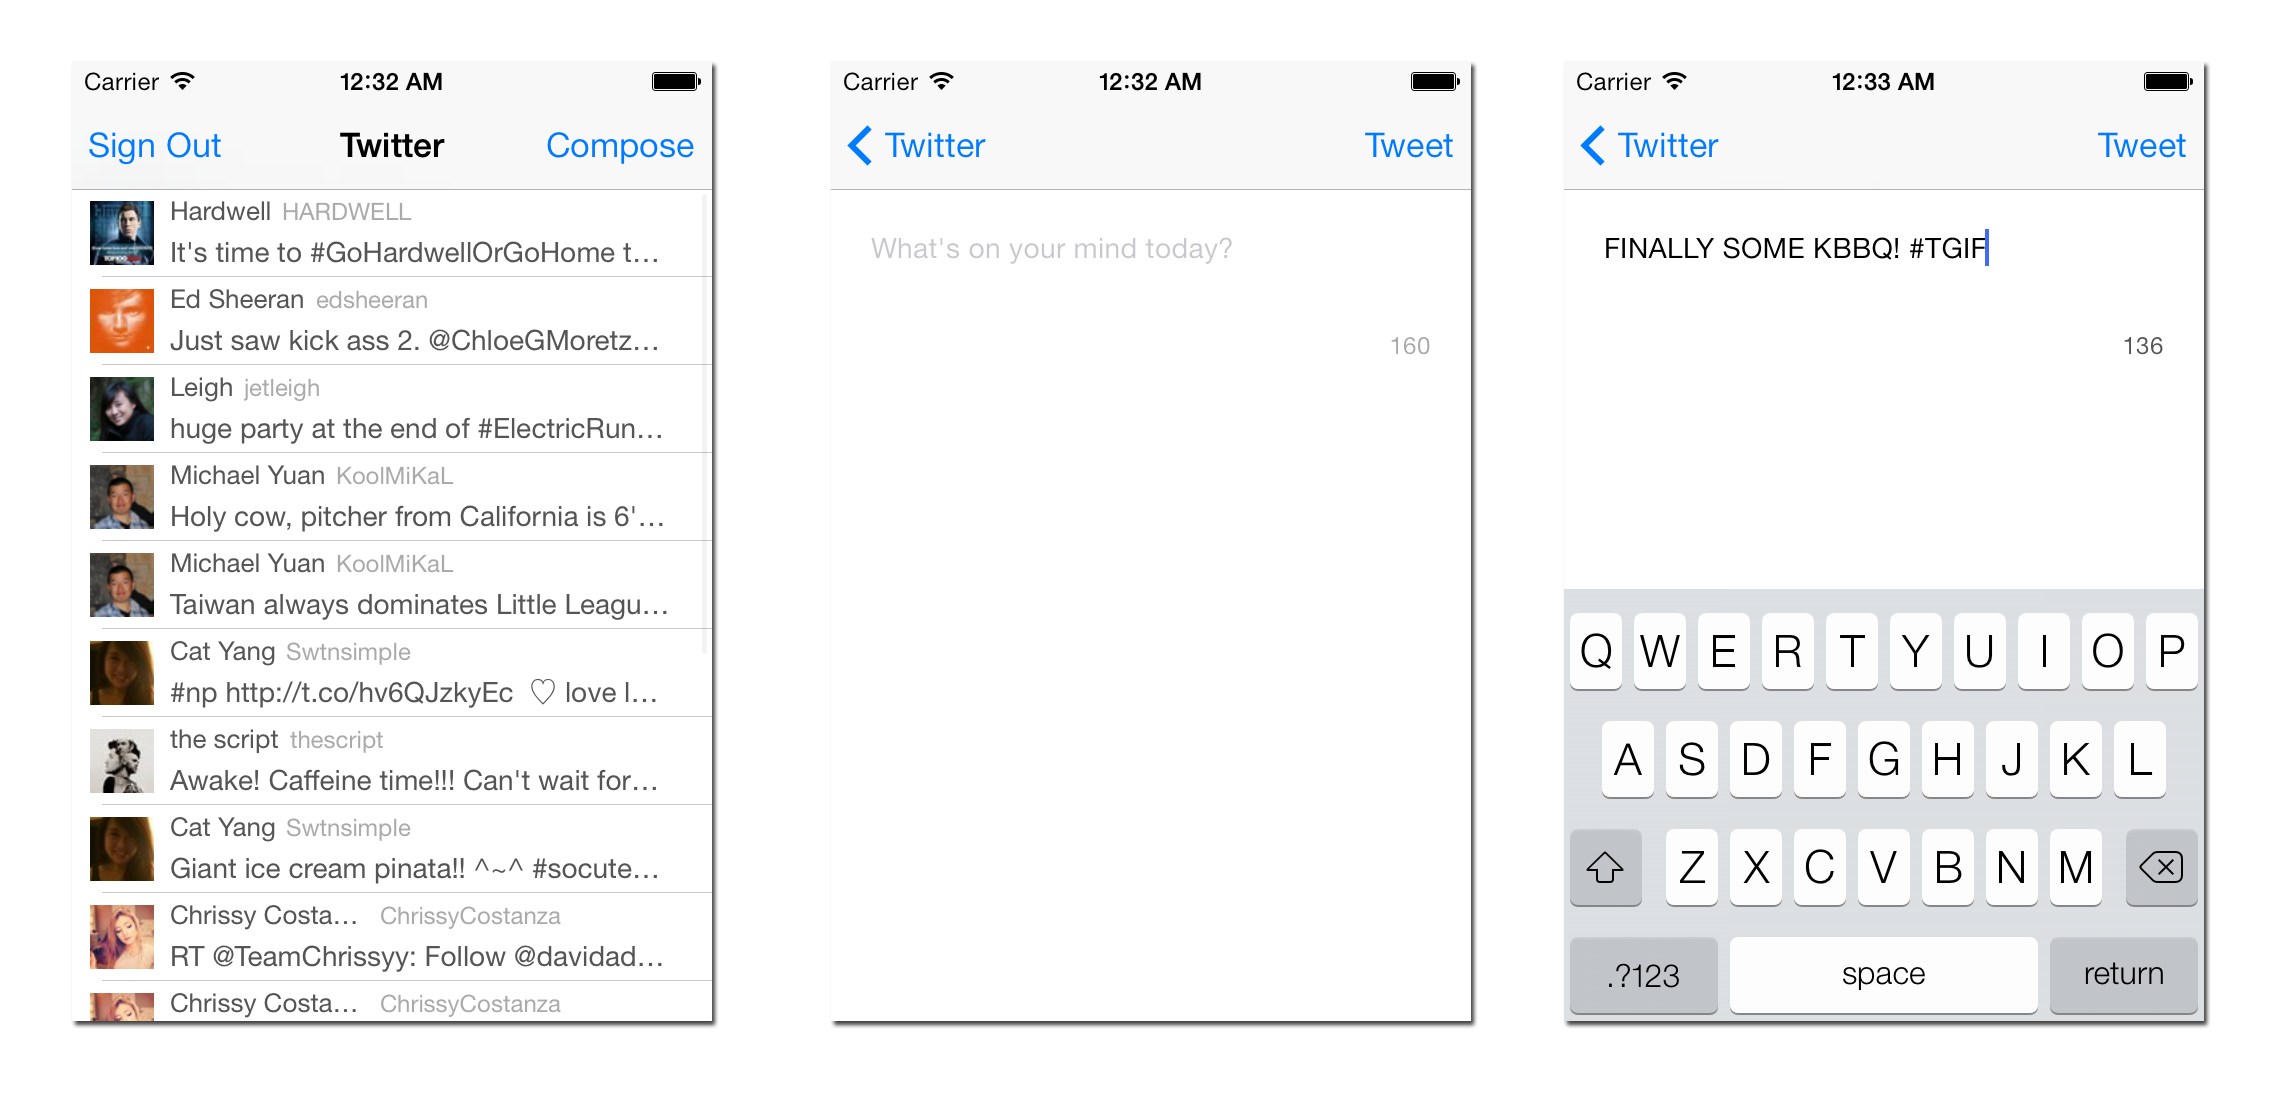 Carrier 12:32 AM
Sign Out Twitter Compose
Hardwell HARDWELL
It's time to #GoHardwellOrGoHome t...
Ed Sheeran edsheeran
Just saw kick ass 2. @ChloeGMoretz...
Leigh jetleigh
huge party at the end of #ElectricRun...
Michael Yuan KoolMiKaL
Holy cow, pitcher from California is 6'...
Michael Yuan KoolMiKaL
Taiwan always dominates Little Leagu...
Cat Yang Swtnsimple
#np http://t.co/hv6QJzkyEc ♡ love l...
the script thescript
Awake! Caffeine time!!! Can't wait for...
Cat Yang Swtnsimple
Giant ice cream pinata!! ^~^ #socute...
Chrissy Costa... ChrissyCostanza
RT @TeamChrissyy: Follow @davidad...
Chrissy Costa... ChrissyCostanza
Carrier 12:32 AM
Twitter Tweet
What's on your mind today?
160
Carrier 12:33 AM
Twitter Tweet
FINALLY SOME KBBQ! #TGIF
136
Q W E R T Y U I O P
A S D F G H J K L
Z X C V B N M
.?123 space return